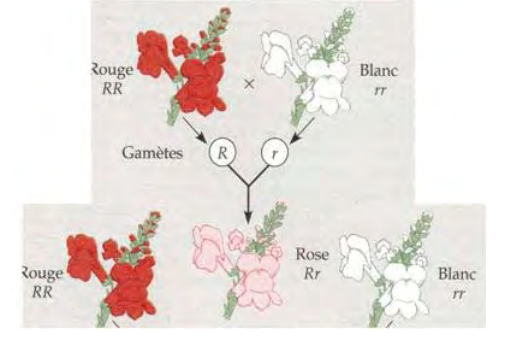 Rouge
RR
×
Blanc
rr
Gamètes
R
r
Rouge
RR
Rose
Rr
Blanc
rr